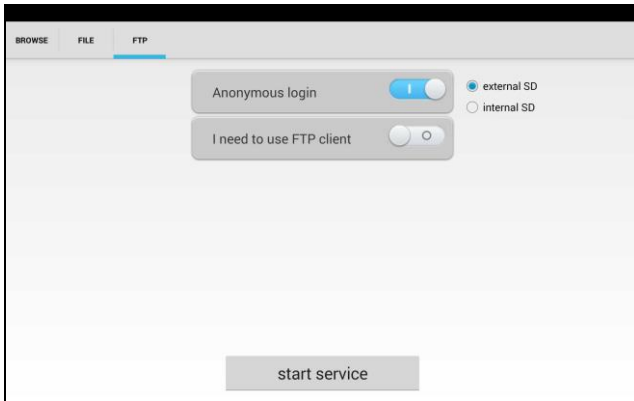 BROWSE FILE FTP
Anonymous login
external SD
internal SD
I need to use FTP client
start service